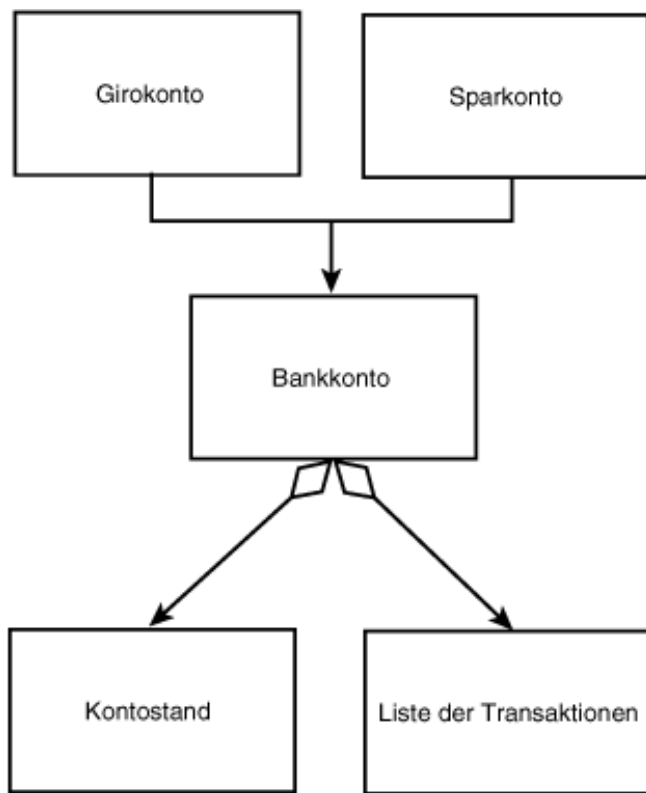 Girokonto
Sparkonto
Bankkonto
Kontostand
Liste der Transaktionen